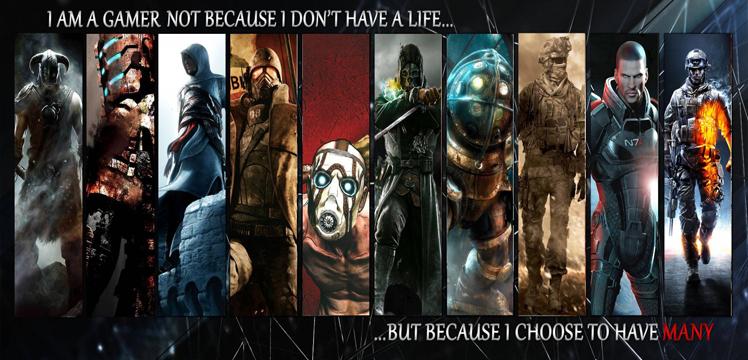 I AM A GAMER NOT BECAUSE I DON'T HAVE A LIFE...
N7
...BUT BECAUSE I CHOOSE TO HAVE MANY